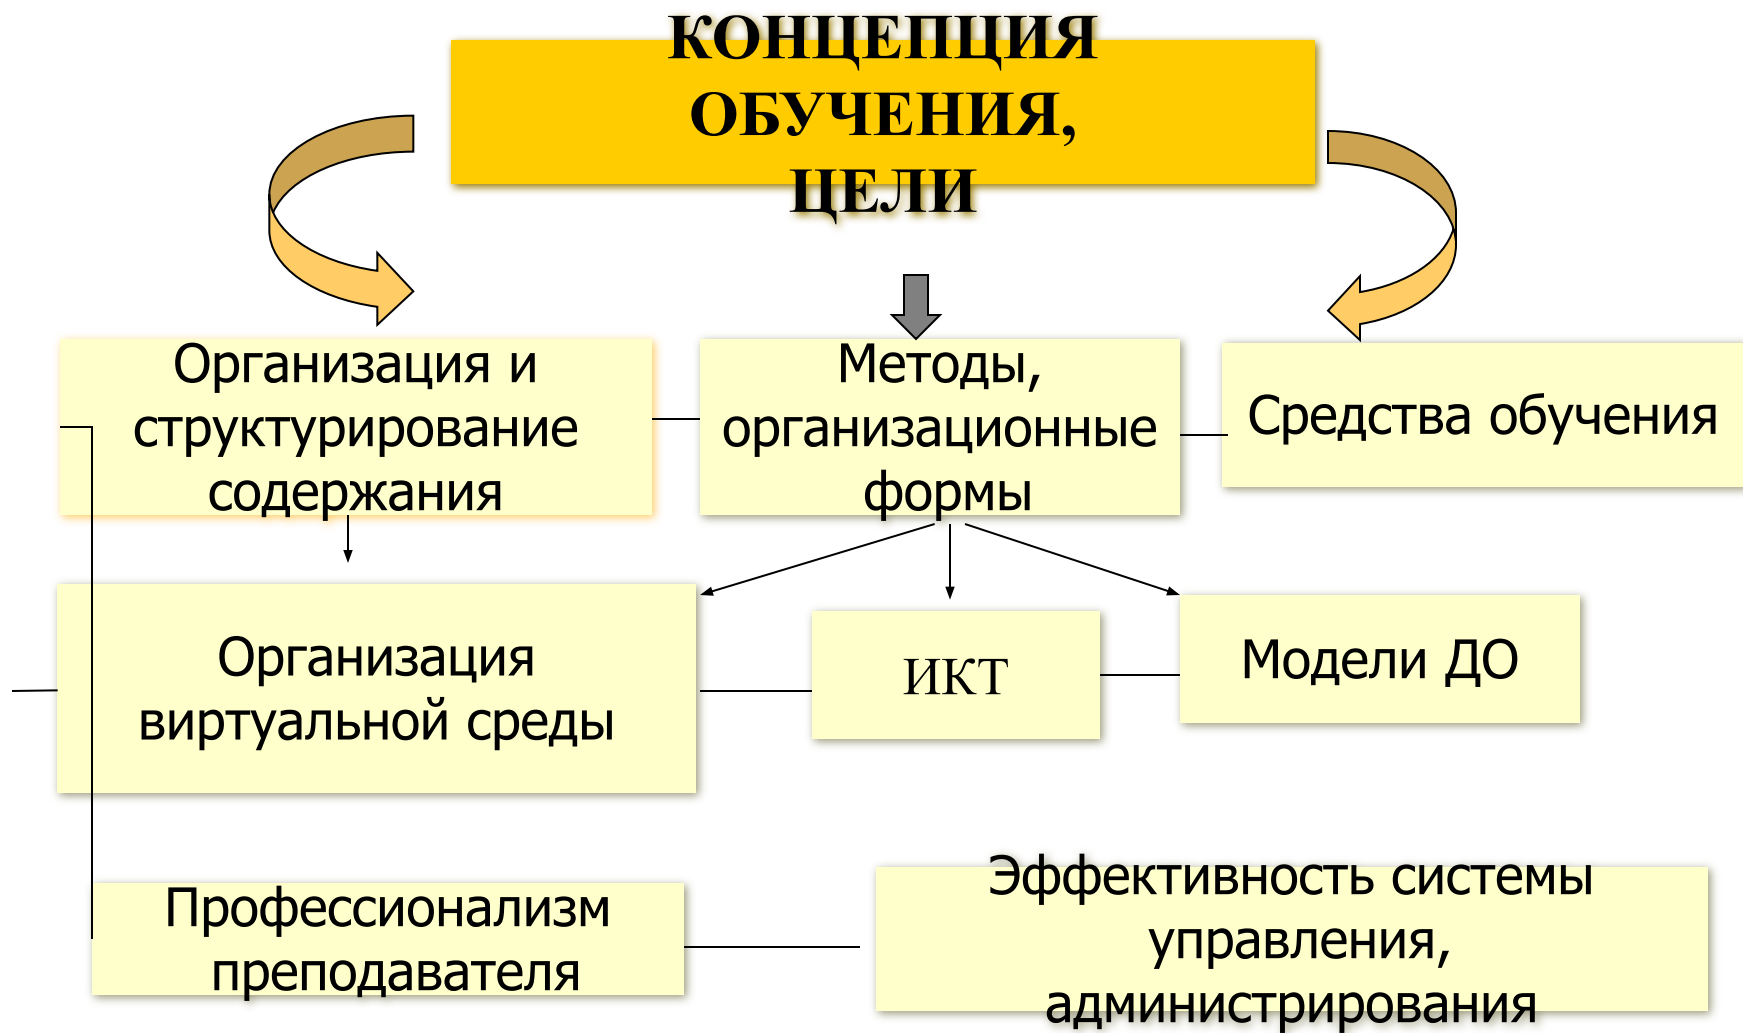 КОНЦЕПЦИЯ
ОБУЧЕНИЯ,
ЦЕЛИ
Организация и
структурирование
содержания
Методы,
организационные
формы
Средства обучения
Организация
виртуальной среды
ИКТ
Модели ДО
Профессионализм
преподавателя
Эффективность системы
управления,
администрирования